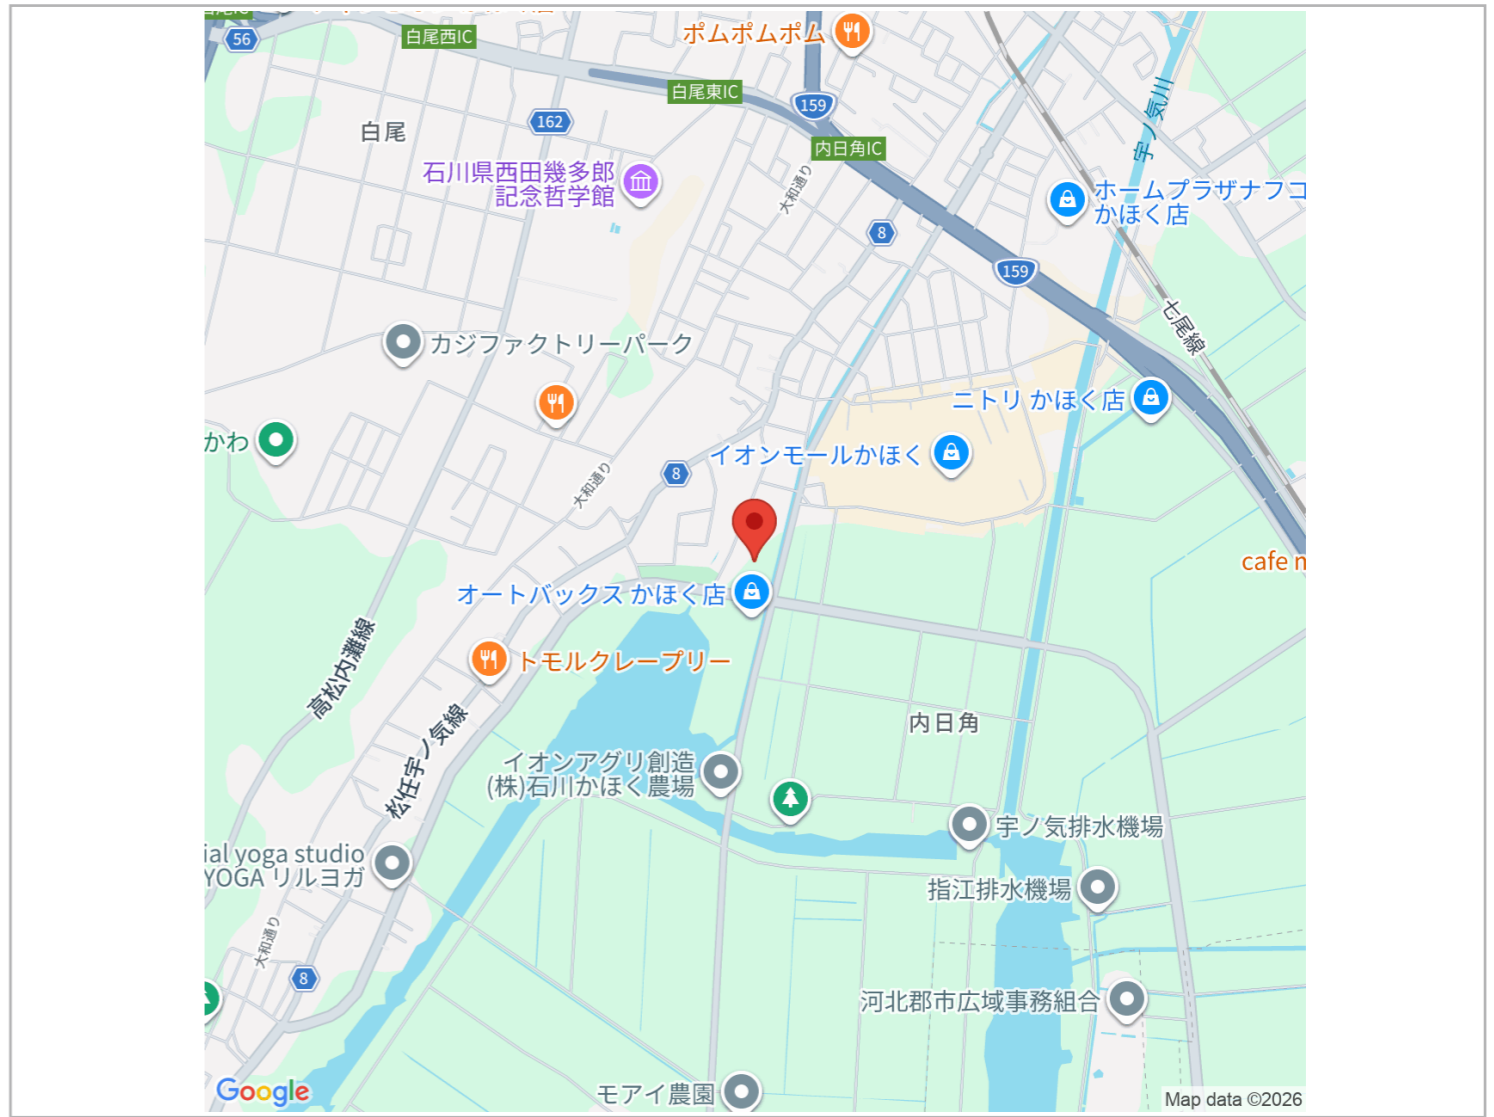 56
白尾西IC
ポムポムポム
白尾東IC
159
162
白尾
内日角IC
宇ノ気川
石川県西田幾多郎
記念哲学館
大和通り
ホームプラザナフコ
かほく店
8
159
七尾線
カジファクトリーパーク
ニトリ かほく店
かわ
イオンモールかほく
8
大和通り
cafe
オートバックス かほく店
トモルクレープリー
高松内灘線
内日角
松任宇ノ気線
イオンアグリ創造
(株)石川かほく農場
宇ノ気排水機場
ial yoga studio
YOGA リルヨガ
指江排水機場
大和通り
8
河北郡市広域事務組合
モアイ農園
Google
Map data ©2026